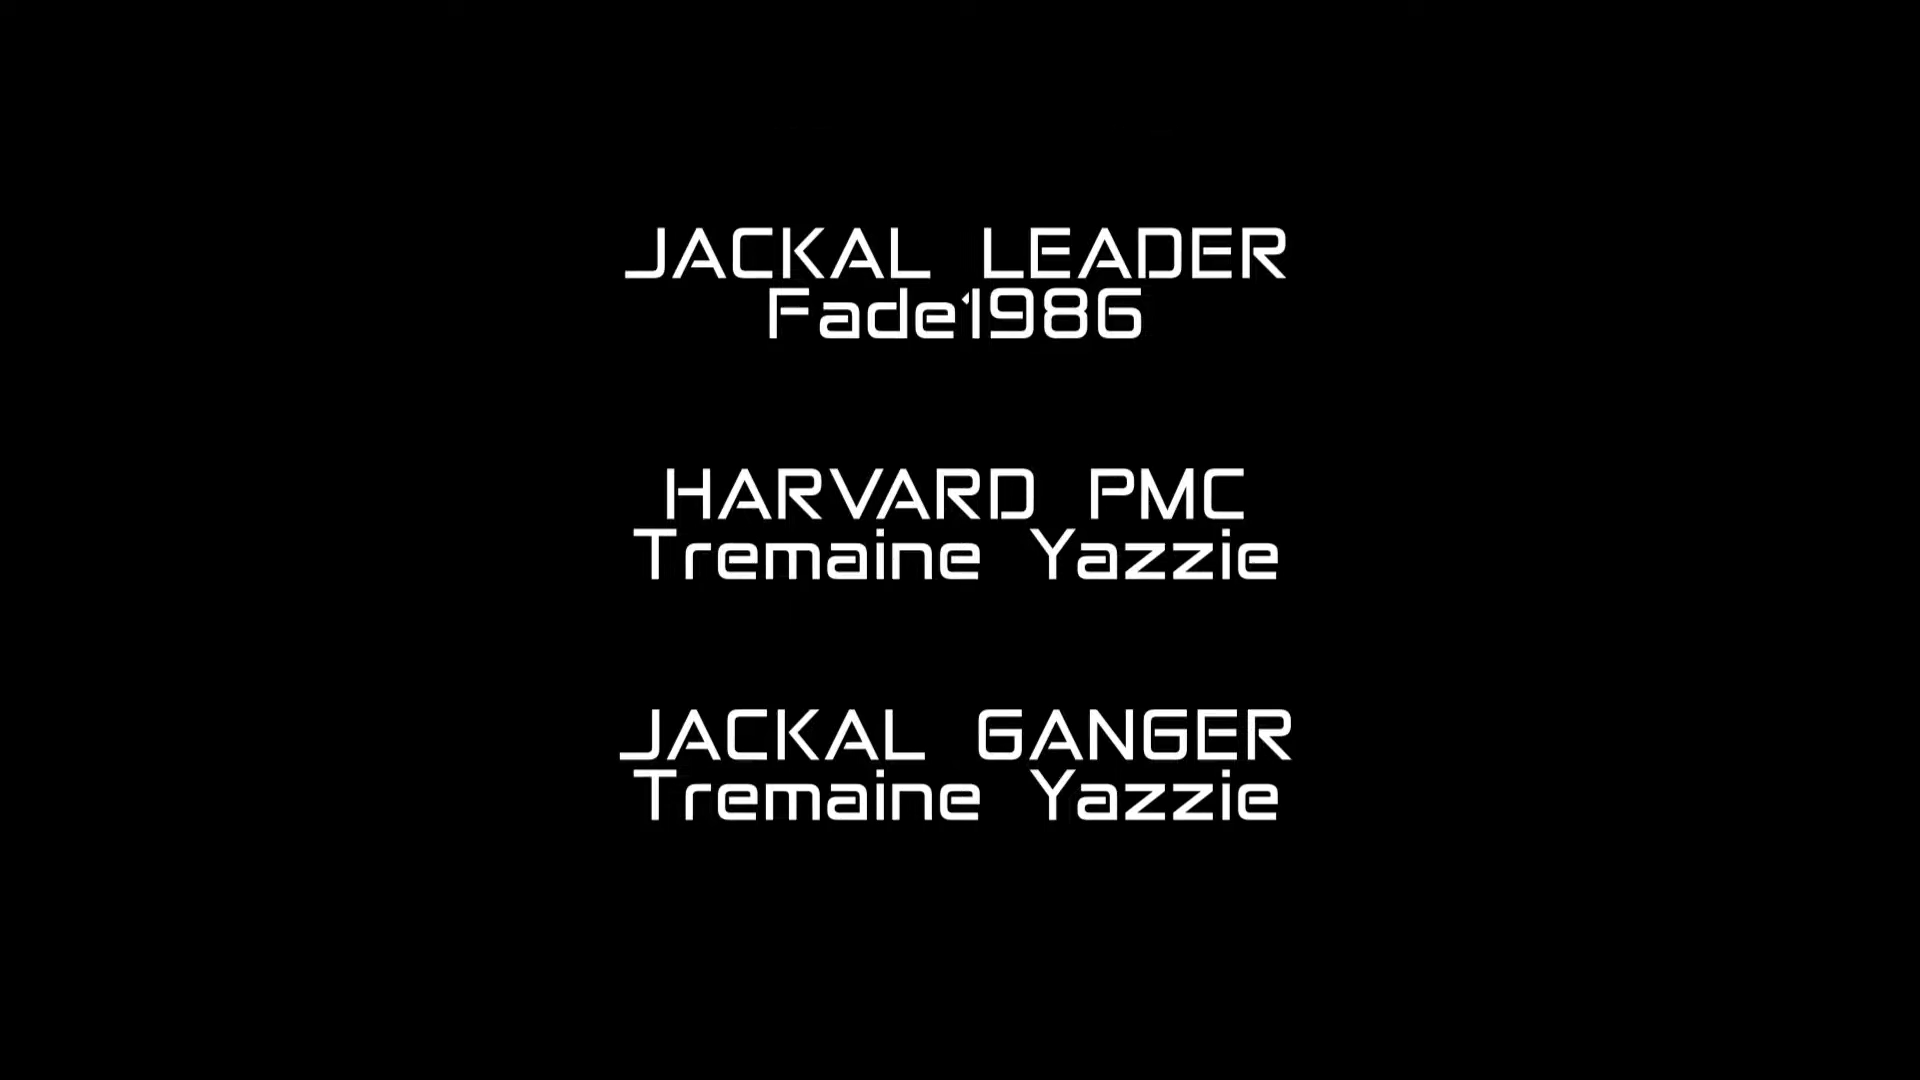 JACKAL LEADER
Fade1986
HARVARD PMC
Tremaine Yazzie
JACKAL GANGER
Tremaine Yazzie